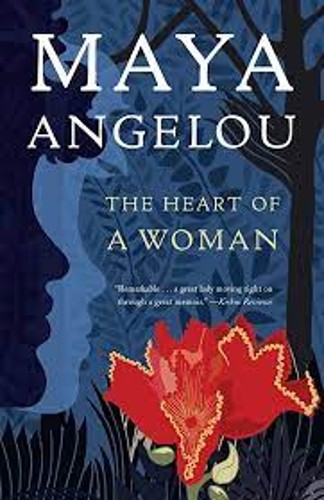 MAYA
ANGELOU
THE HEART OF
A WOMAN
"Remarkable . . . a great lady moving right on
through a great memoir." —Kirkus Reviews